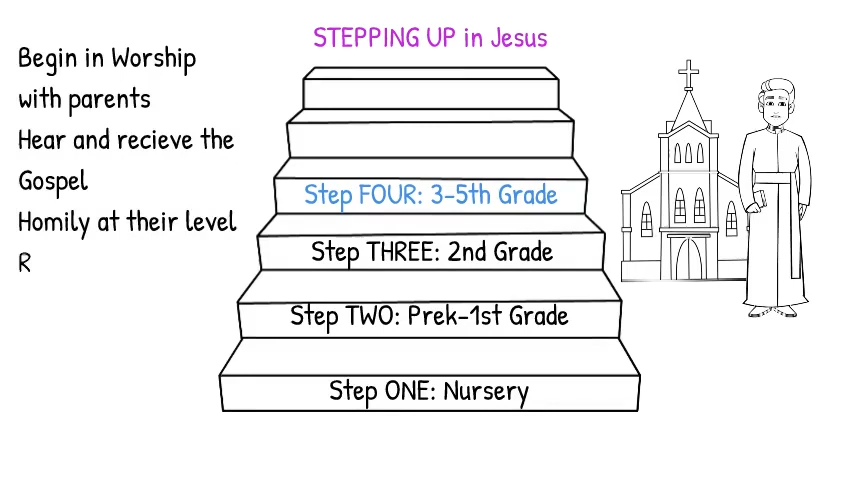 STEPPING UP in Jesus
Begin in Worship
with parents
Hear and recieve the
Gospel
Homily at their level
R
Step FOUR: 3-5th Grade
Step THREE: 2nd Grade
Step TWO: Prek-1st Grade
Step ONE: Nursery